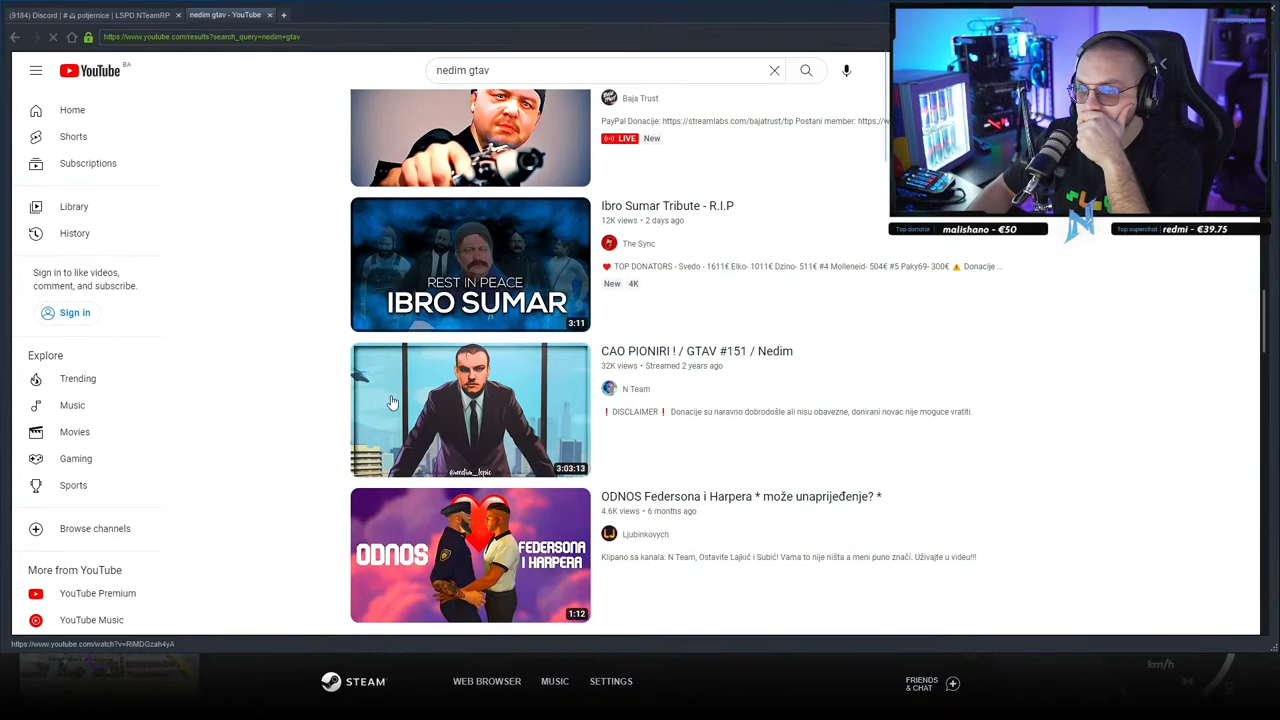 (9184) Discord | # LSPD NTeamRP
nedim gtav - YouTube
https://www.youtube.com/results?search_query=nedim+gtav
YouTube BA
nedim gtav
Home
Shorts
Subscriptions
Library
History
Sign in to like videos,
comment, and subscribe.
Sign in
Explore
Trending
Music
Movies
Gaming
Sports
Browse channels
More from YouTube
YouTube Premium
YouTube Music
Baja Trust
PayPal Donacije: https://streamlabs.com/bajatrust/tip Postani member: https://w
LIVE New
REST IN PEACE
IBRO SUMAR
3:11
Ibro Sumar Tribute - R.I.P
12K views • 2 days ago
The Sync
TOP DONATORS - Svedo - 1611€ Elko- 1011€ Dzino- 511€ #4 Molleneid- 504€ #5 Paky69- 300€ ⚠️ Donacije ...
New 4K
@nedim_lepic
3:03:13
CAO PIONIRI ! / GTAV #151 / Nedim
32K views • Streamed 2 years ago
N Team
❗ DISCLAIMER ❗ Donacije su naravno dobrodošle ali nisu obavezne, donirani novac nije moguce vratiti.
ODNOS
FEDERSONA
I HARPERA
1:12
ODNOS Federsona i Harpera * može unaprijeđenje? *
4.6K views • 6 months ago
Ljubinkovych
Klipano sa kanala: N Team, Ostavite Lajkić i Subić! Vama to nije ništa a meni puno znači. Uživajte u videu!!!
Top donator malishano - €50
Top superchat redmi - €39.75
https://www.youtube.com/watch?v=RiMDGzah4yA
STEAM
WEB BROWSER
MUSIC
SETTINGS
FRIENDS
& CHAT
km/h